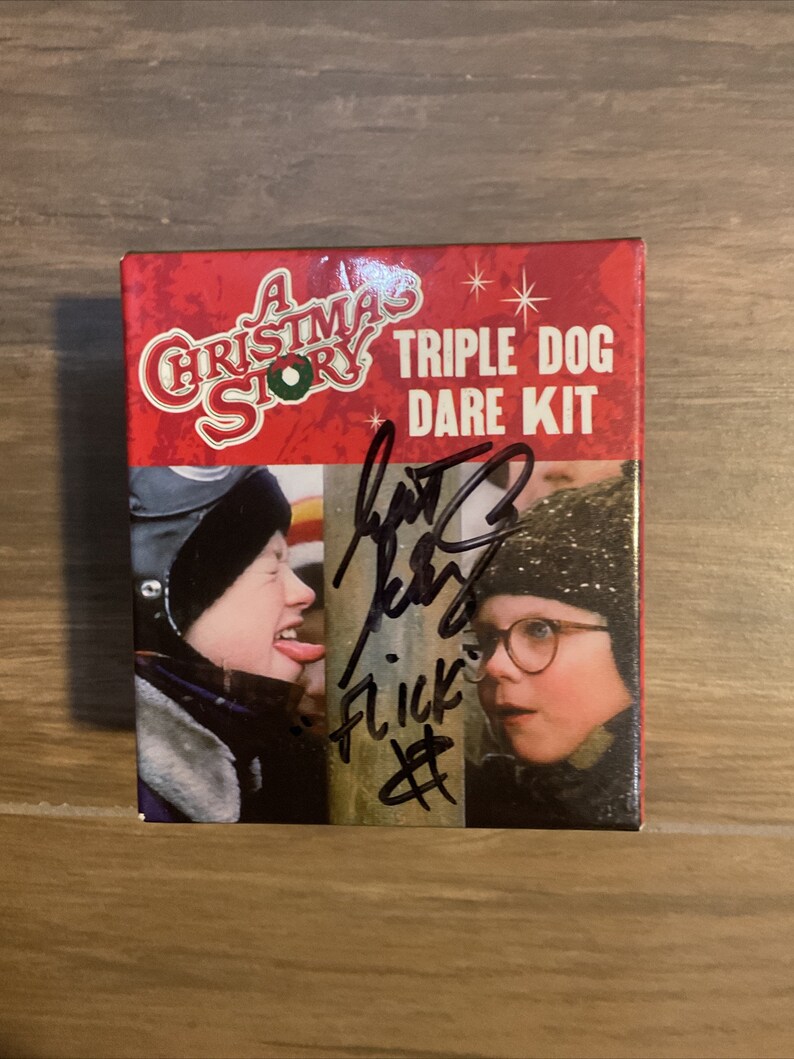 A
CHRISTMAS
STORY
TRIPLE DOG
DARE KIT
"FLICK"